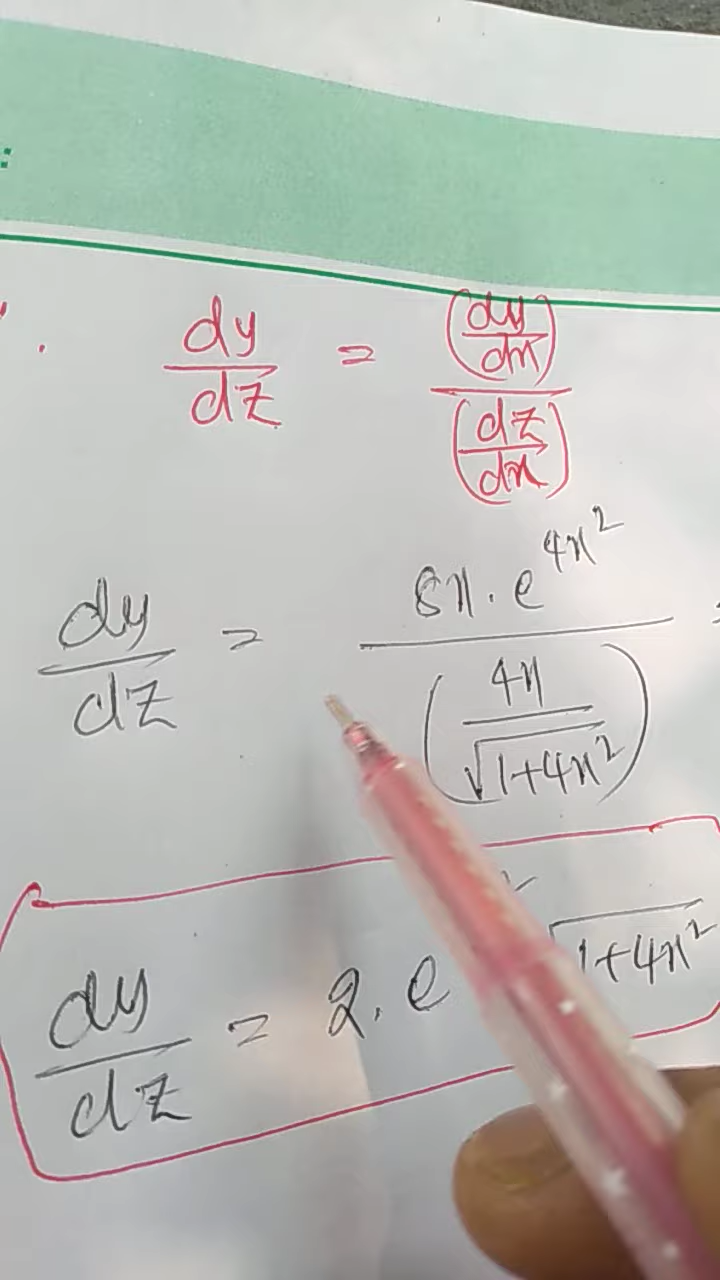 dy/dz = (dy/dx) / (dz/dx)
dy/dz = 8x · e^{4x²} / (4x / √(1+4x²)) =
dy/dz = 2 . e √(1+4x²)